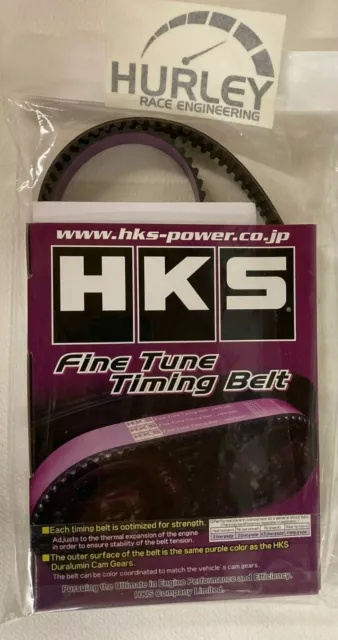 HURLEY
RACE ENGINEERING
www.hks-power.co.jp
HKS
Fine Tune
Timing Belt
HKS
Each timing belt is optimized for strength.
Adjusts to the thermal expansion of the engine
in order to ensure stability of the belt tension.
The outer surface of the belt is the same purple color as the HKS
Duralumin Cam Gears.
The belt can be color coordinated to match the vehicle's cam gears.
Pursuing the Ultimate in Engine Performance and Efficiency.
HKS Company Limited.